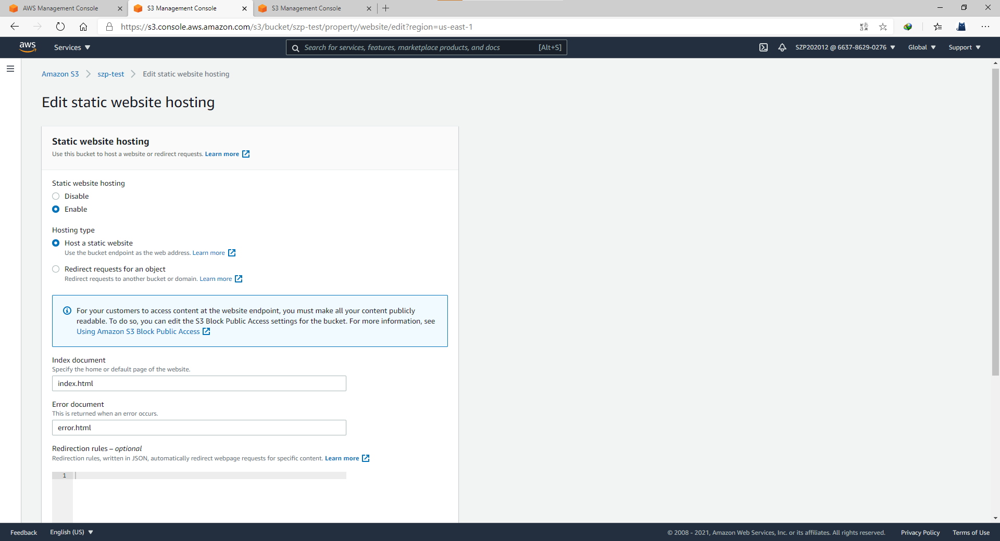 AWS Management Console
S3 Management Console
S3 Management Console
https://s3.console.aws.amazon.com/s3/bucket/szp-test/property/website/edit?region=us-east-1
aws
Services
Search for services, features, marketplace products, and docs
[Alt+S]
SZP202012 @ 6637-8629-0276
Global
Support
Amazon S3
szp-test
Edit static website hosting
Edit static website hosting
Static website hosting
Use this bucket to host a website or redirect requests. Learn more
Static website hosting
Disable
Enable
Hosting type
Host a static website
Use the bucket endpoint as the web address. Learn more
Redirect requests for an object
Redirect requests to another bucket or domain. Learn more
For your customers to access content at the website endpoint, you must make all your content publicly
readable. To do so, you can edit the S3 Block Public Access settings for the bucket. For more information, see
Using Amazon S3 Block Public Access
Index document
Specify the home or default page of the website.
index.html
Error document
This is returned when an error occurs.
error.html
Redirection rules – optional
Redirection rules, written in JSON, automatically redirect webpage requests for specific content. Learn more
1
Feedback
English (US)
© 2008 - 2021, Amazon Web Services, Inc. or its affiliates. All rights reserved.
Privacy Policy
Terms of Use